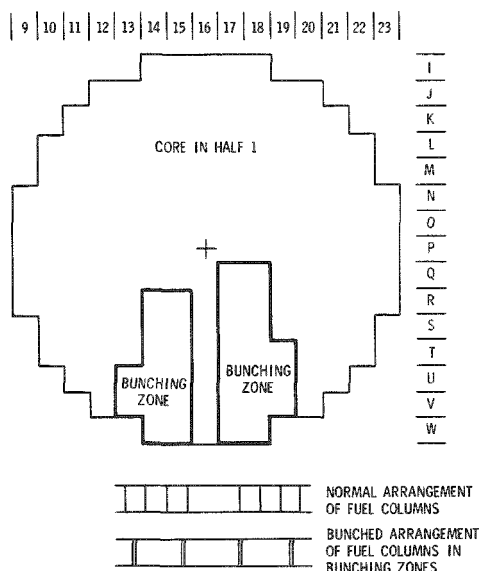 9 10 11 12 13 14 15 16 17 18 19 20 21 22 23
I
J
K
CORE IN HALF 1
L
M
N
O
P
Q
R
S
T
BUNCHING
ZONE
BUNCHING
ZONE
U
V
W
NORMAL ARRANGEMENT
OF FUEL COLUMNS
BUNCHED ARRANGEMENT
OF FUEL COLUMNS IN
BUNCHING ZONES